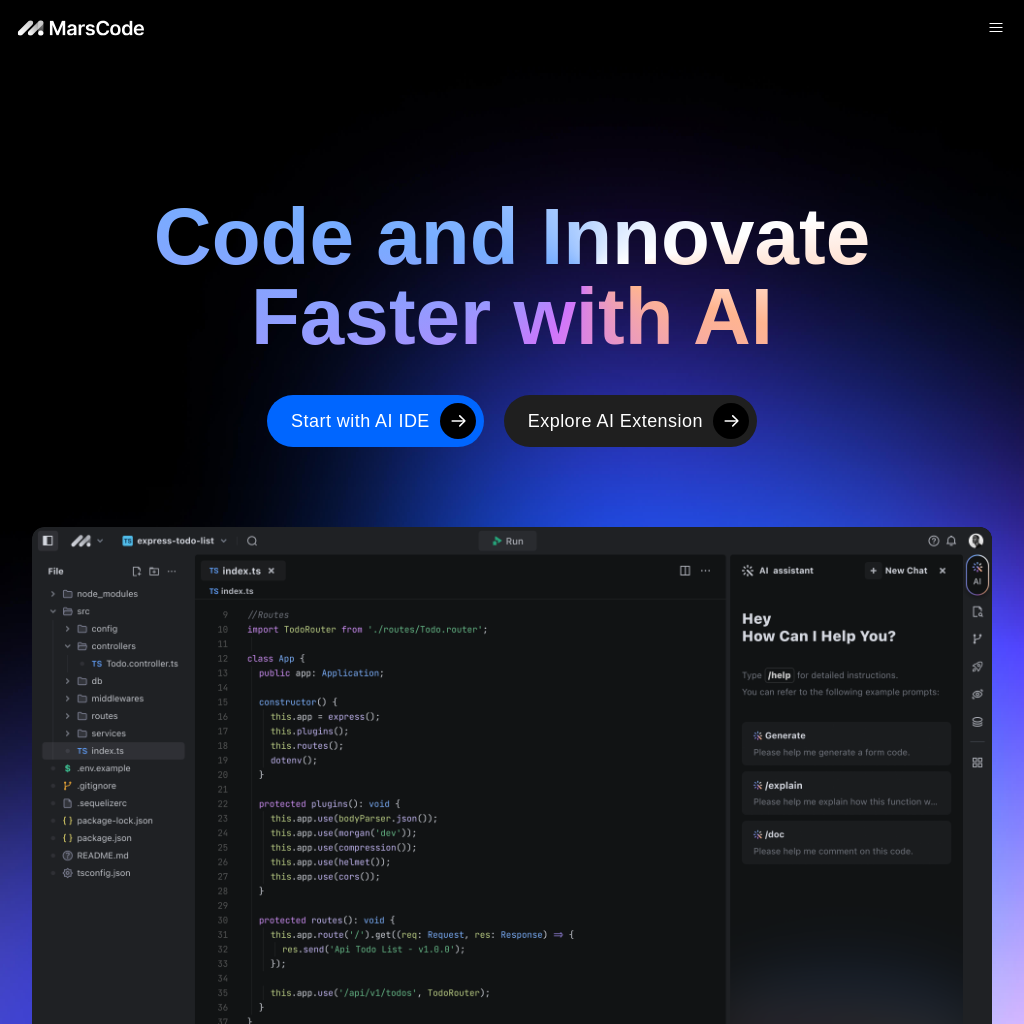 MarsCode
Code and Innovate
Faster with AI
Start with AI IDE
Explore AI Extension
TS express-todo-list
Run
File
node_modules
src
config
controllers
TS Todo.controller.ts
db
middlewares
routes
services
TS index.ts
$ .env.example
.gitignore
.sequelizerc
{ } package-lock.json
{ } package.json
README.md
tsconfig.json
TS index.ts ×
TS index.ts
9 //Routes
10 import TodoRouter from './routes/Todo.router';
11
12 class App {
13 public app: Application;
14
15 constructor() {
16 this.app = express();
17 this.plugins();
18 this.routes();
19 dotenv();
20 }
21
22 protected plugins(): void {
23 this.app.use(bodyParser.json());
24 this.app.use(morgan('dev'));
25 this.app.use(compression());
26 this.app.use(helmet());
27 this.app.use(cors());
28 }
29
30 protected routes(): void {
31 this.app.route('/').get((req: Request, res: Response) => {
32 res.send('Api Todo List - v1.0.0');
33 });
34
35 this.app.use('/api/v1/todos', TodoRouter);
36 }
37 }
AI assistant
+ New Chat ×
Hey
How Can I Help You?
Type /help for detailed instructions.
You can refer to the following example prompts:
Generate
Please help me generate a form code.
/explain
Please help me explain how this function w...
/doc
Please help me comment on this code.
AI